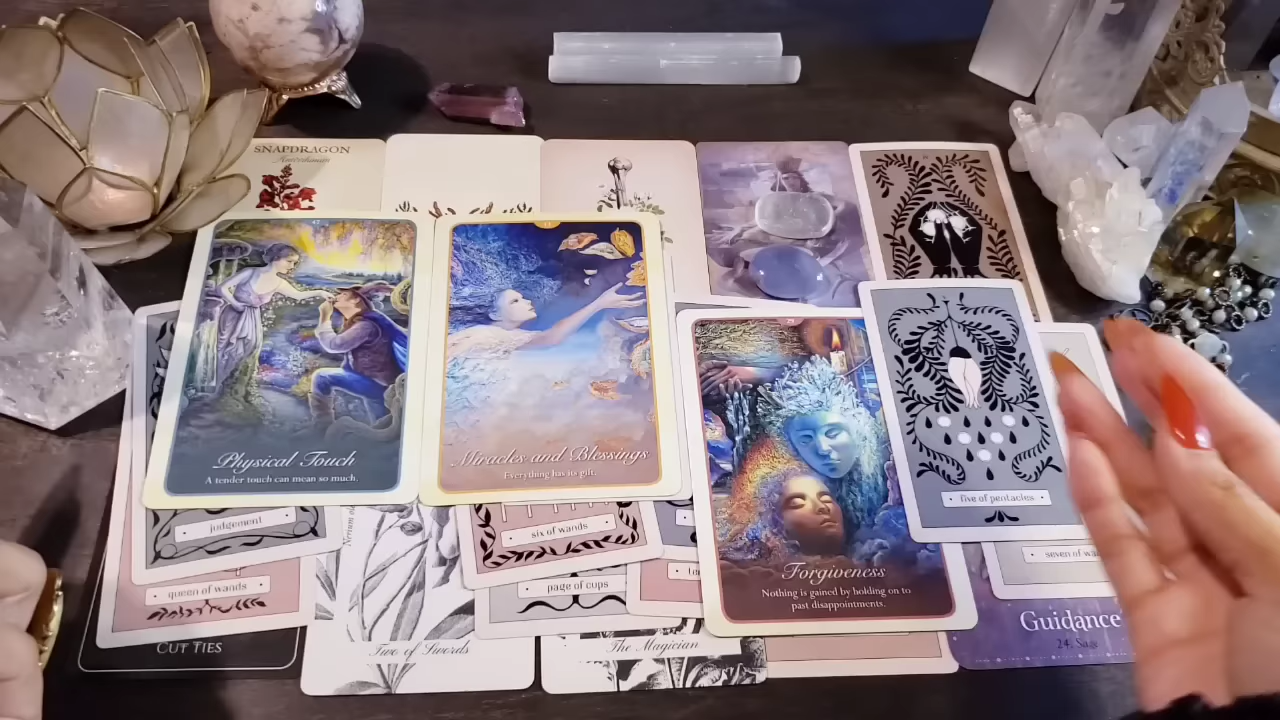 SNAPDRAGON
Physical Touch
A tender touch can mean so much.
Miracles and Blessings
Everything has its gift.
Forgiveness
Nothing is gained by holding on to
past disappointments.
five of pentacles
judgement
six of wands
queen of wands
page of cups
seven of
CUT TIES
Two of Swords
The Magician
Guidance
24. Sage